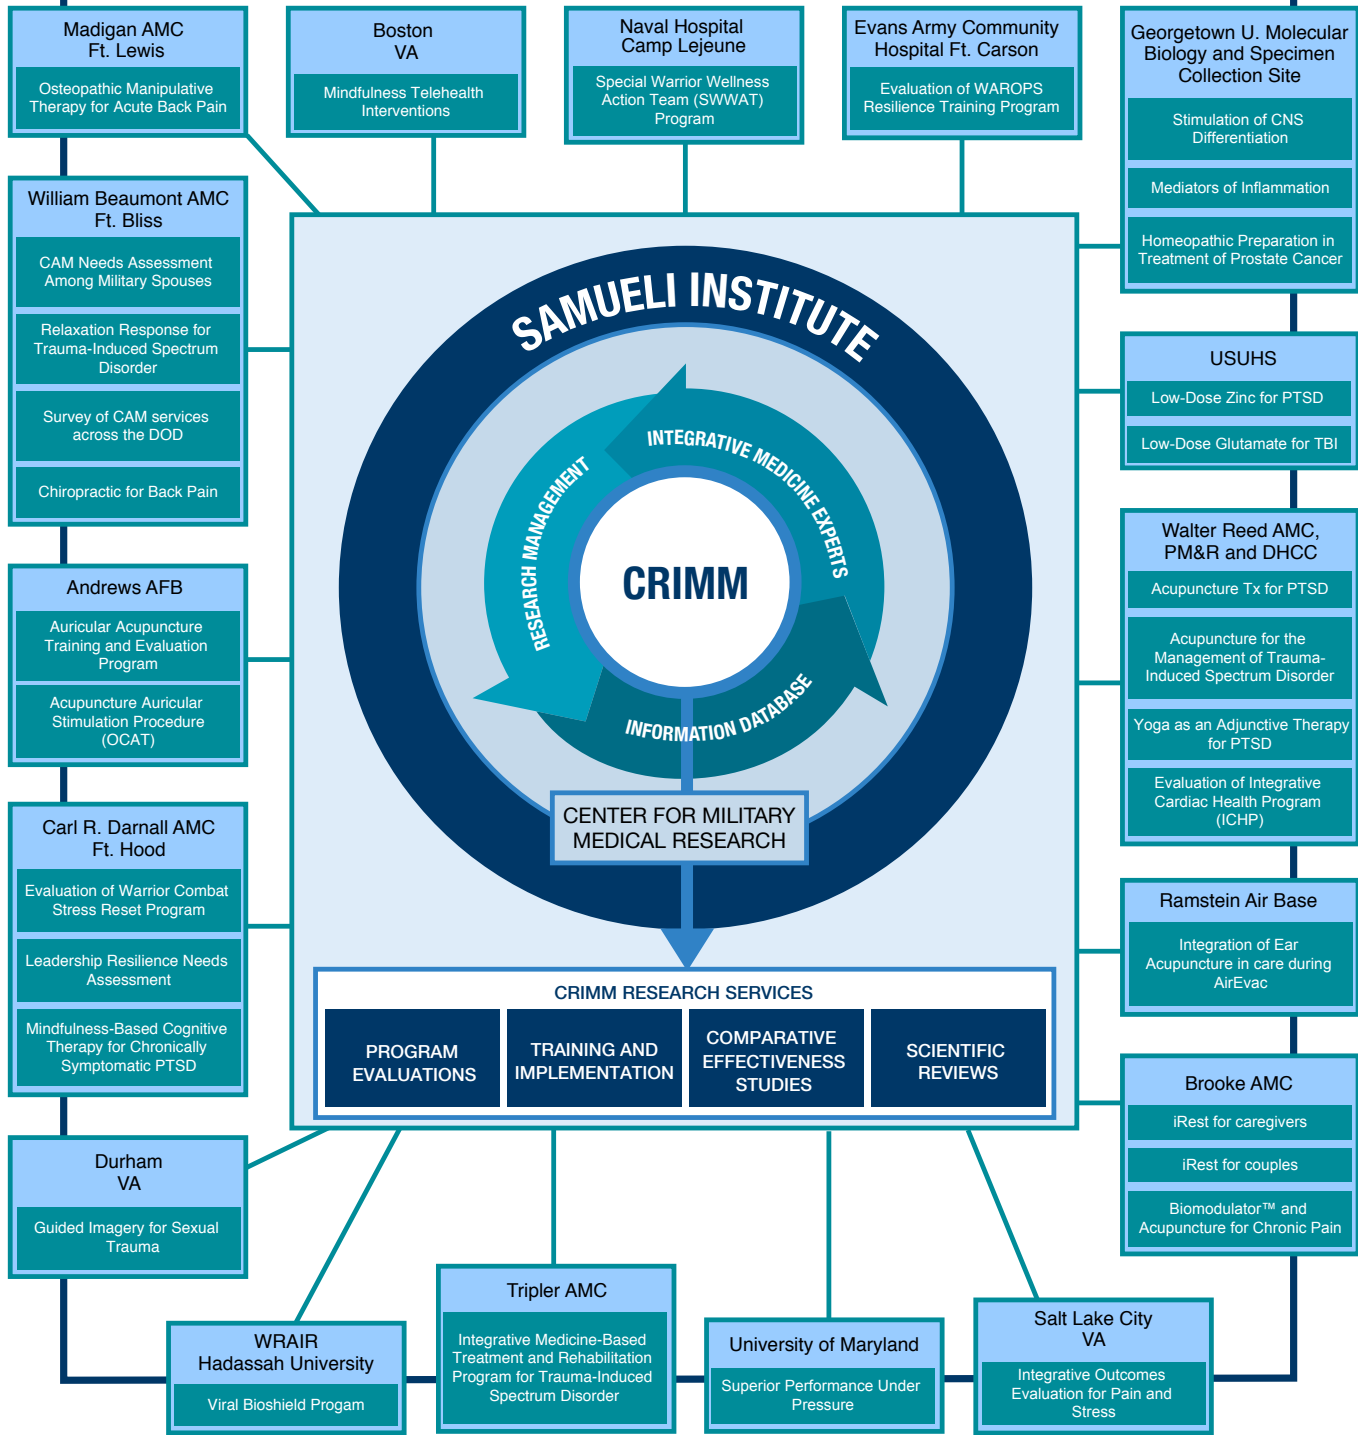 Madigan AMC
Ft. Lewis
Osteopathic Manipulative
Therapy for Acute Back Pain
Boston
VA
Mindfulness Telehealth
Interventions
Naval Hospital
Camp Lejeune
Special Warrior Wellness
Action Team (SWWAT)
Program
Evans Army Community
Hospital Ft. Carson
Evaluation of WAROPS
Resilience Training Program
Georgetown U. Molecular
Biology and Specimen
Collection Site
Stimulation of CNS
Differentiation
Mediators of Inflammation
Homeopathic Preparation in
Treatment of Prostate Cancer
William Beaumont AMC
Ft. Bliss
CAM Needs Assessment
Among Military Spouses
Relaxation Response for
Trauma-Induced Spectrum
Disorder
Survey of CAM services
across the DOD
Chiropractic for Back Pain
Andrews AFB
Auricular Acupuncture
Training and Evaluation
Program
Acupuncture Auricular
Stimulation Procedure
(OCAT)
Carl R. Darnall AMC
Ft. Hood
Evaluation of Warrior Combat
Stress Reset Program
Leadership Resilience Needs
Assessment
Mindfulness-Based Cognitive
Therapy for Chronically
Symptomatic PTSD
Durham
VA
Guided Imagery for Sexual
Trauma
SAMUELI INSTITUTE
RESEARCH MANAGEMENT
INTEGRATIVE MEDICINE EXPERTS
INFORMATION DATABASE
CRIMM
CENTER FOR MILITARY
MEDICAL RESEARCH
CRIMM RESEARCH SERVICES
PROGRAM
EVALUATIONS
TRAINING AND
IMPLEMENTATION
COMPARATIVE
EFFECTIVENESS
STUDIES
SCIENTIFIC
REVIEWS
USUHS
Low-Dose Zinc for PTSD
Low-Dose Glutamate for TBI
Walter Reed AMC,
PM&R and DHCC
Acupuncture Tx for PTSD
Acupuncture for the
Management of Trauma-
Induced Spectrum Disorder
Yoga as an Adjunctive Therapy
for PTSD
Evaluation of Integrative
Cardiac Health Program
(ICHP)
Ramstein Air Base
Integration of Ear
Acupuncture in care during
AirEvac
Brooke AMC
iRest for caregivers
iRest for couples
Biomodulator™ and
Acupuncture for Chronic Pain
WRAIR
Hadassah University
Viral Bioshield Progam
Tripler AMC
Integrative Medicine-Based
Treatment and Rehabilitation
Program for Trauma-Induced
Spectrum Disorder
University of Maryland
Superior Performance Under
Pressure
Salt Lake City
VA
Integrative Outcomes
Evaluation for Pain and
Stress